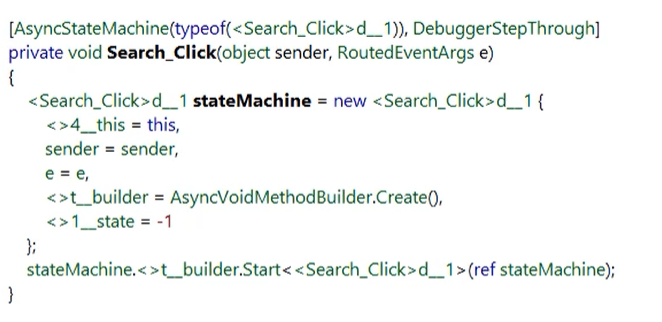 [AsyncStateMachine(typeof(<Search_Click>d__1)), DebuggerStepThrough]
private void Search_Click(object sender, RoutedEventArgs e)
{
<Search_Click>d__1 stateMachine = new <Search_Click>d__1 {
<>4__this = this,
sender = sender,
e = e,
<>t__builder = AsyncVoidMethodBuilder.Create(),
<>1__state = -1
};
stateMachine.<>t__builder.Start<<Search_Click>d__1>(ref stateMachine);
}